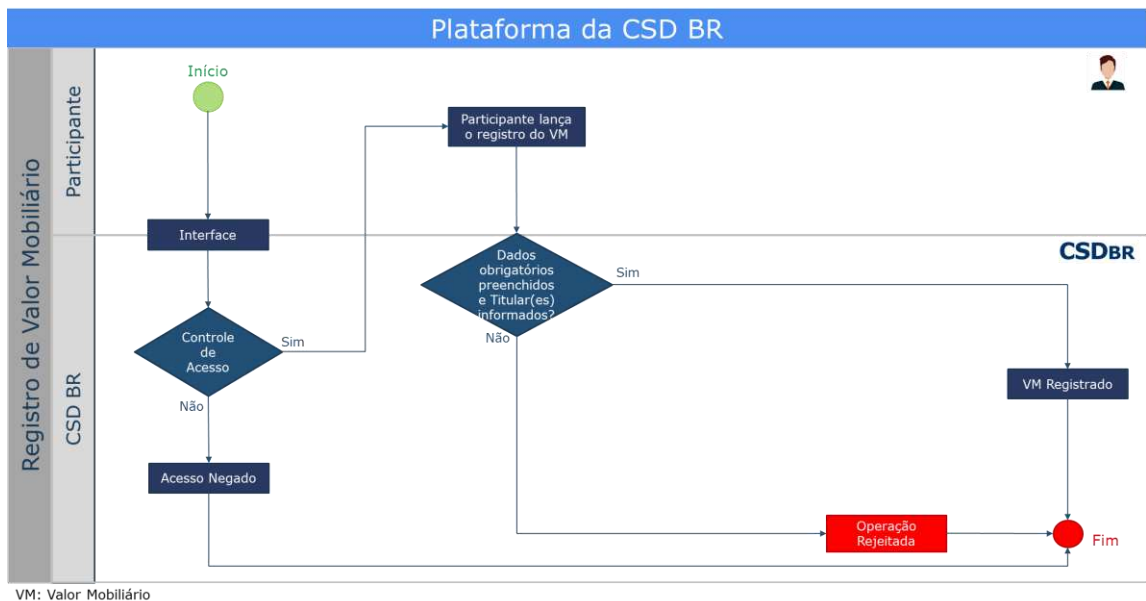 Plataforma da CSD BR
Registro de Valor Mobiliário
Participante
CSD BR
Início
Participante lança
o registro do VM
Interface
CSDBR
Dados
obrigatórios
preenchidos
e Titular(es)
informados?
Sim
Não
Controle
de
Acesso
Sim
Não
VM Registrado
Acesso Negado
Operação
Rejeitada
Fim
VM: Valor Mobiliário